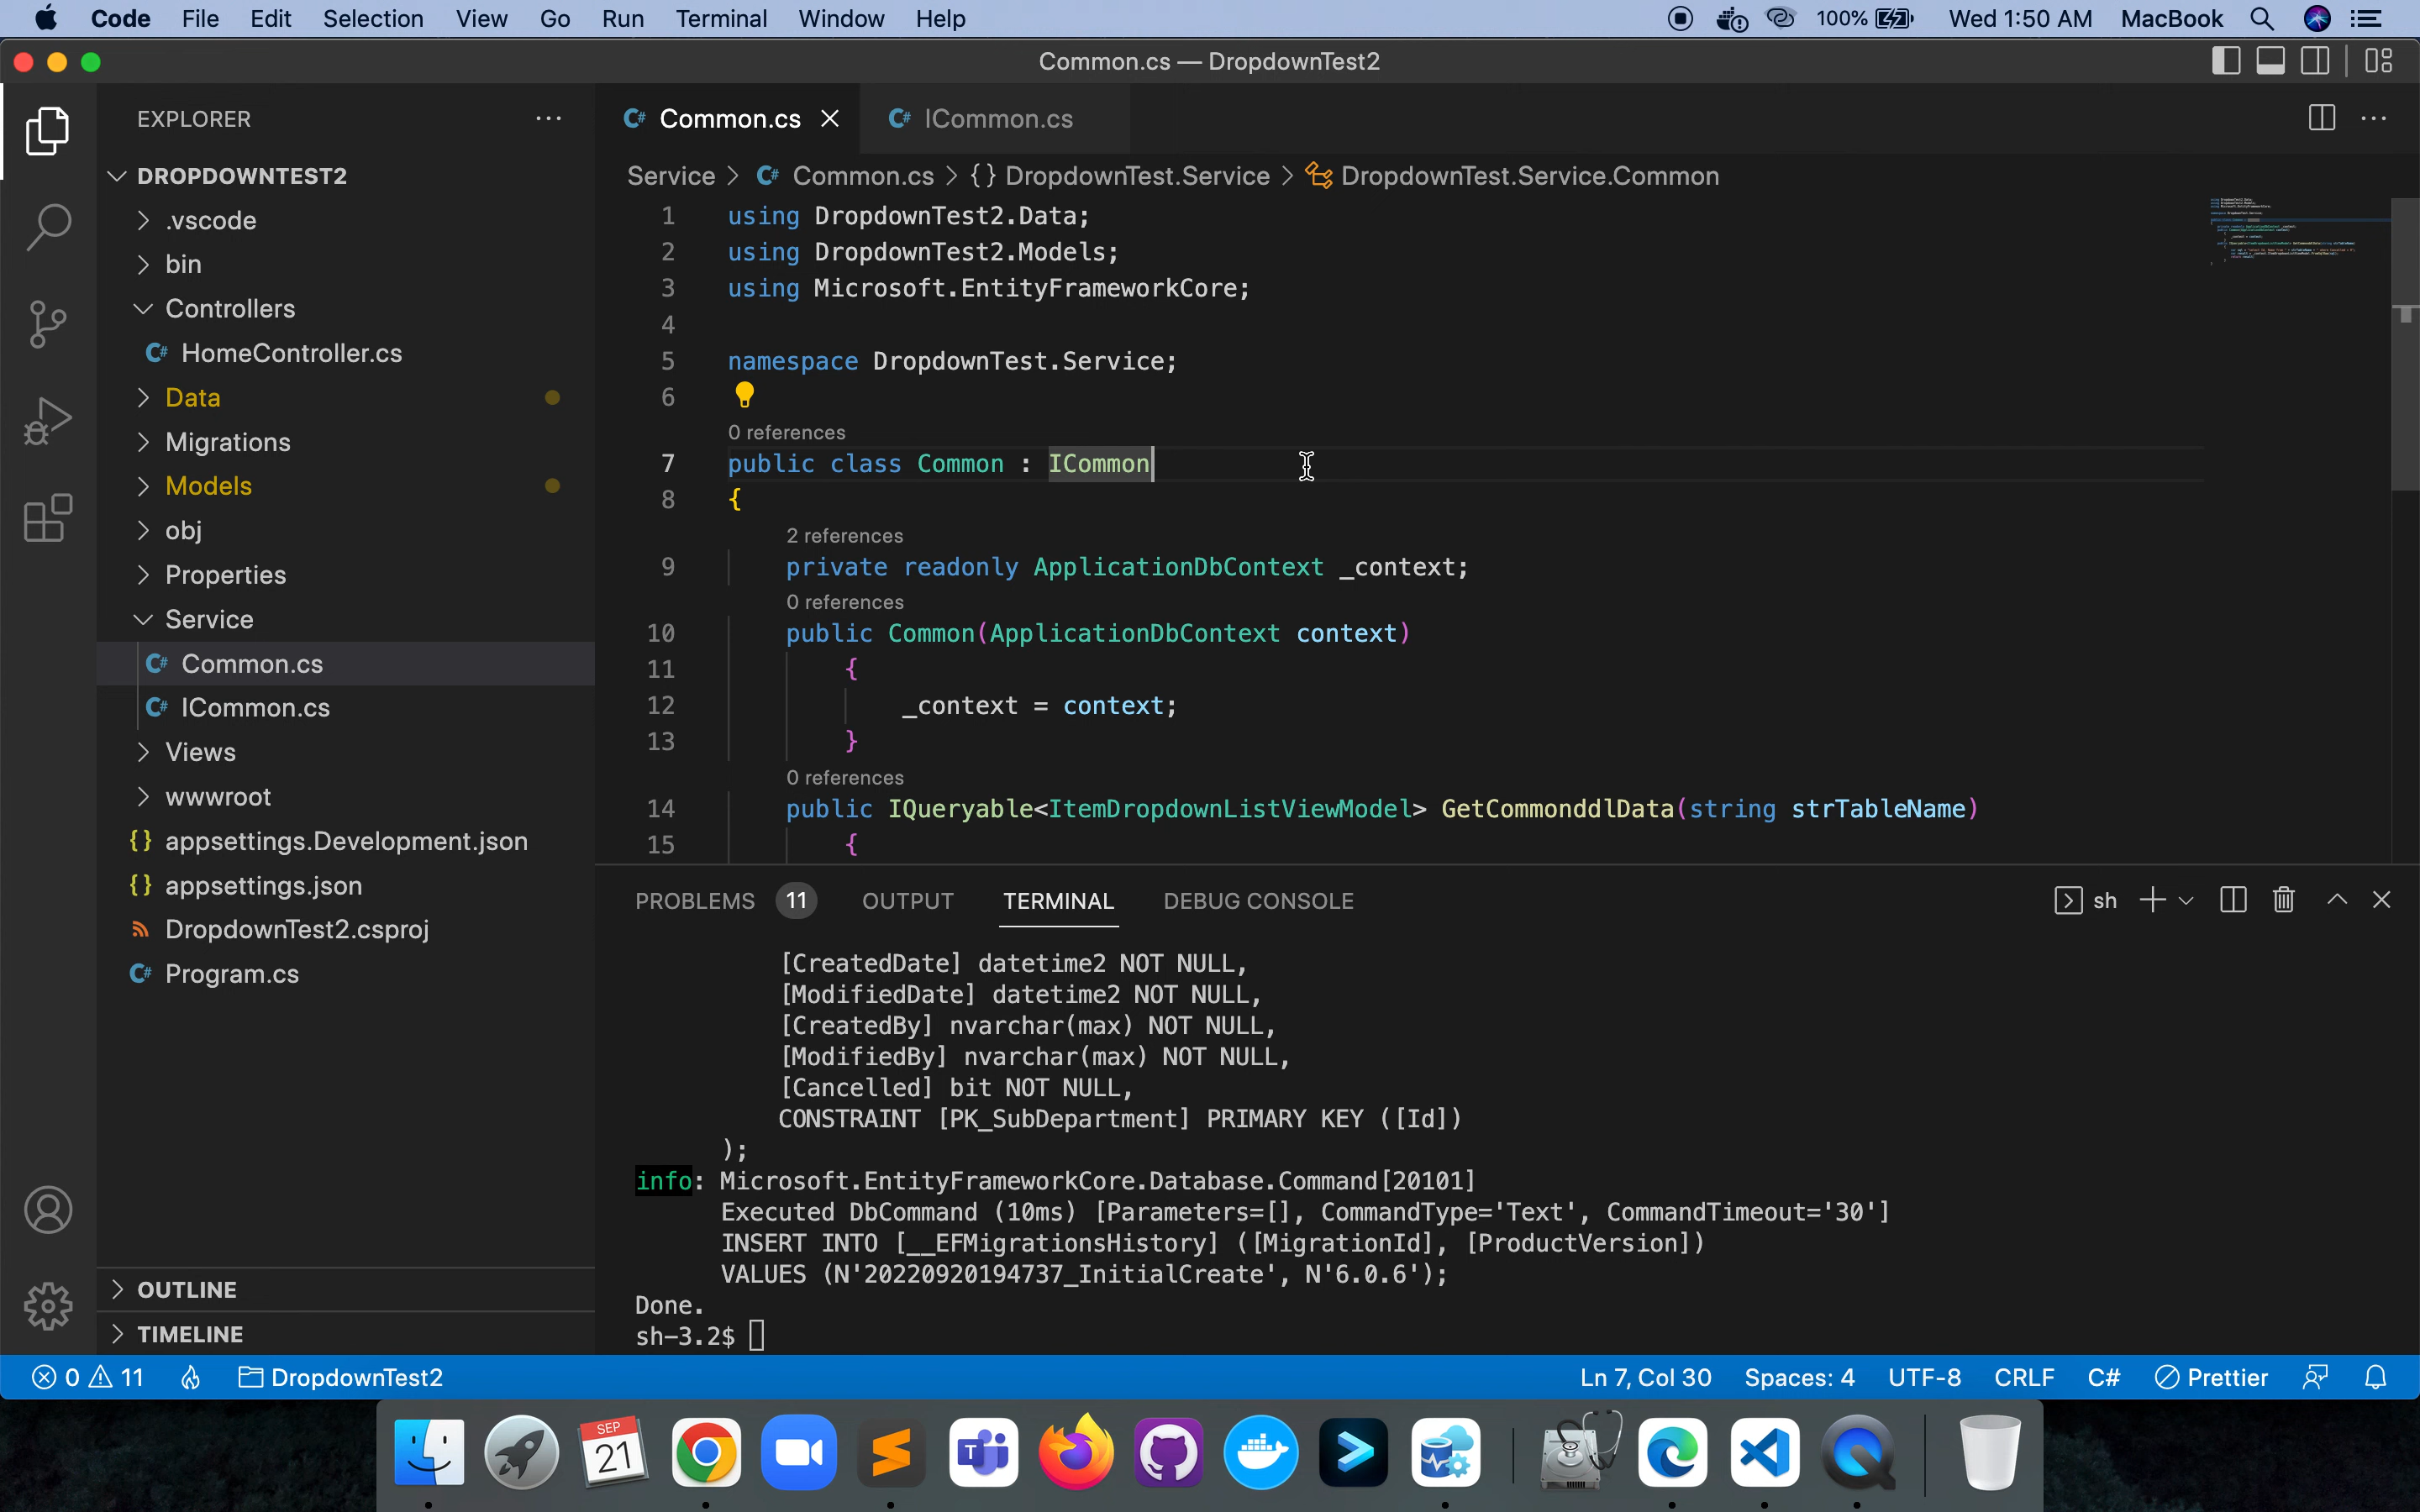 Code File Edit Selection View Go Run Terminal Window Help 100% Wed 1:50 AM MacBook
Common.cs — DropdownTest2
EXPLORER
DROPDOWNTEST2
.vscode
bin
Controllers
C# HomeController.cs
Data
Migrations
Models
obj
Properties
Service
C# Common.cs
C# ICommon.cs
Views
wwwroot
{} appsettings.Development.json
{} appsettings.json
DropdownTest2.csproj
C# Program.cs
OUTLINE
TIMELINE
C# Common.cs
C# ICommon.cs
Service > C# Common.cs > {} DropdownTest.Service > DropdownTest.Service.Common
1 using DropdownTest2.Data;
2 using DropdownTest2.Models;
3 using Microsoft.EntityFrameworkCore;
4
5 namespace DropdownTest.Service;
6
0 references
7 public class Common : ICommon
8 {
2 references
9 private readonly ApplicationDbContext _context;
0 references
10 public Common(ApplicationDbContext context)
11 {
12 _context = context;
13 }
0 references
14 public IQueryable<ItemDropdownListViewModel> GetCommonddlData(string strTableName)
15 {
PROBLEMS 11 OUTPUT TERMINAL DEBUG CONSOLE sh
[CreatedDate] datetime2 NOT NULL,
[ModifiedDate] datetime2 NOT NULL,
[CreatedBy] nvarchar(max) NOT NULL,
[ModifiedBy] nvarchar(max) NOT NULL,
[Cancelled] bit NOT NULL,
CONSTRAINT [PK_SubDepartment] PRIMARY KEY ([Id])
);
info: Microsoft.EntityFrameworkCore.Database.Command[20101]
Executed DbCommand (10ms) [Parameters=[], CommandType='Text', CommandTimeout='30']
INSERT INTO [__EFMigrationsHistory] ([MigrationId], [ProductVersion])
VALUES (N'20220920194737_InitialCreate', N'6.0.6');
Done.
sh-3.2$
0 11 DropdownTest2 Ln 7, Col 30 Spaces: 4 UTF-8 CRLF C# Prettier
SEP
21